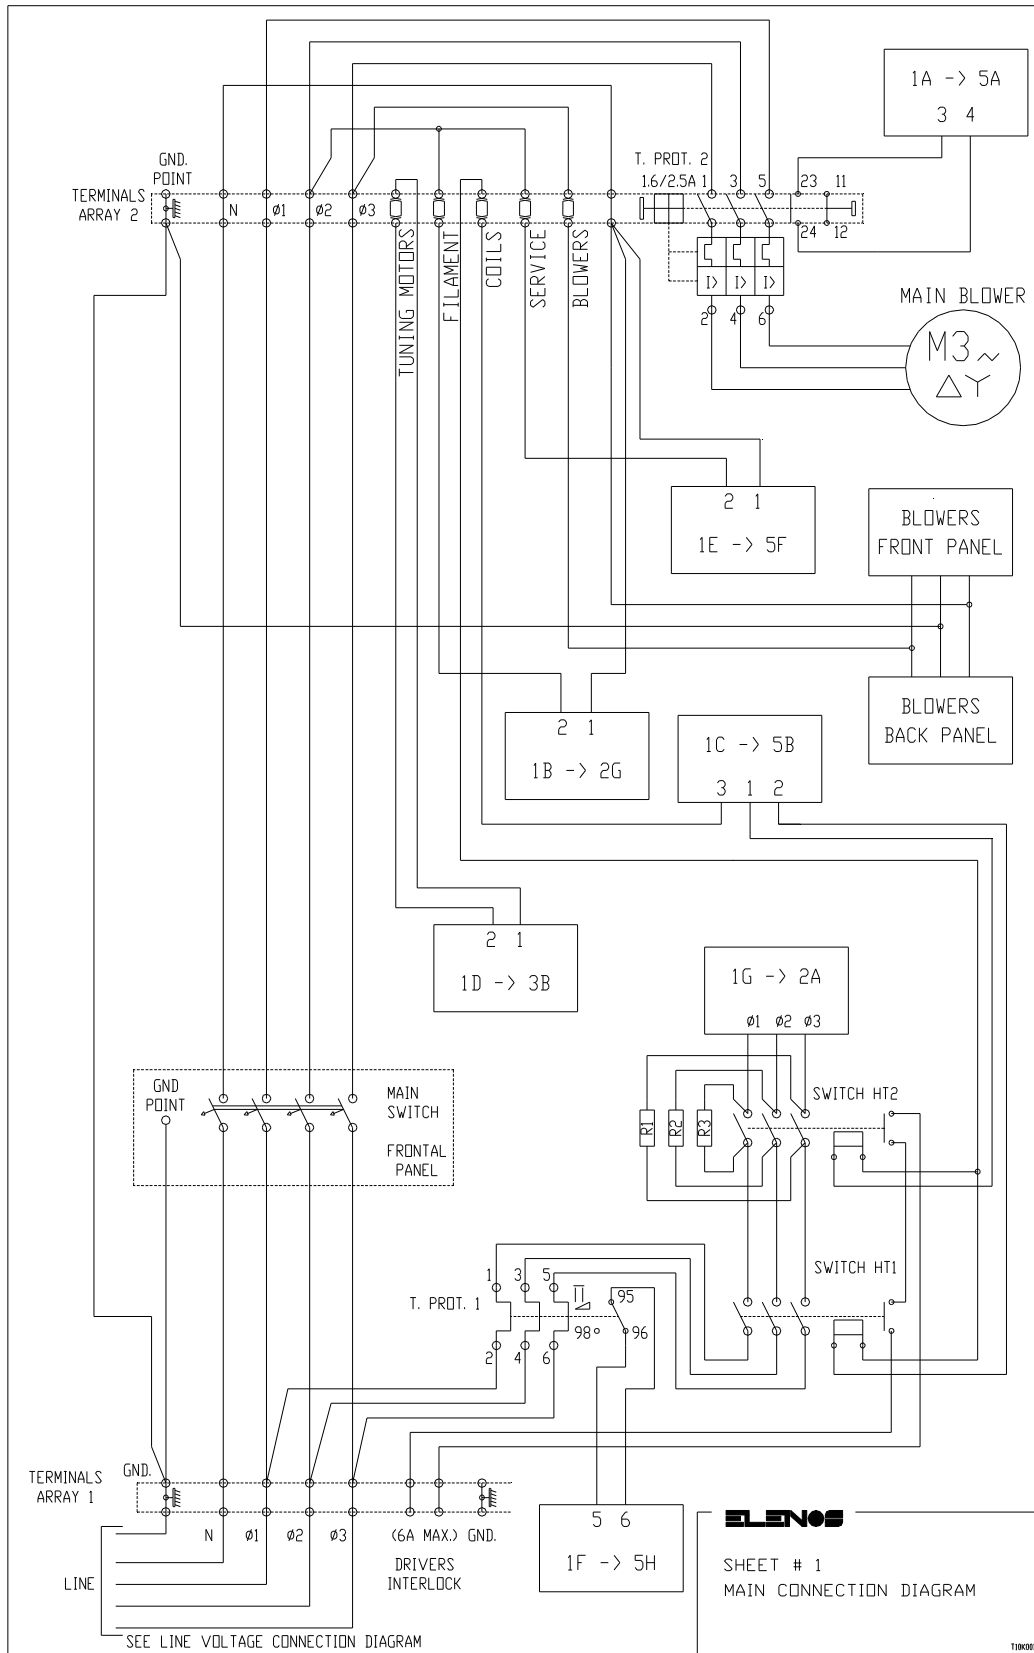 1A -> 5A
3 4
GND.
POINT
T. PROT. 2
TERMINALS
ARRAY 2
N ø1 ø2 ø3
1.6/2.5A 1 3 5 23 11
24 12
TUNING MOTORS
FILAMENT
COILS
SERVICE
BLOWERS
I> I> I>
2 4 6
MAIN BLOWER
M3~
ΔY
2 1
1E -> 5F
BLOWERS
FRONT PANEL
BLOWERS
BACK PANEL
2 1
1B -> 2G
1C -> 5B
3 1 2
2 1
1D -> 3B
1G -> 2A
ø1 ø2 ø3
GND
POINT
MAIN
SWITCH
FRONTAL
PANEL
SWITCH HT2
R1 R2 R3
SWITCH HT1
T. PROT. 1
1 3 5
95
98° 96
2 4 6
TERMINALS
ARRAY 1
GND.
N ø1 ø2 ø3 (6A MAX.) GND.
DRIVERS
INTERLOCK
LINE
SEE LINE VOLTAGE CONNECTION DIAGRAM
5 6
1F -> 5H
ELENOS
SHEET # 1
MAIN CONNECTION DIAGRAM